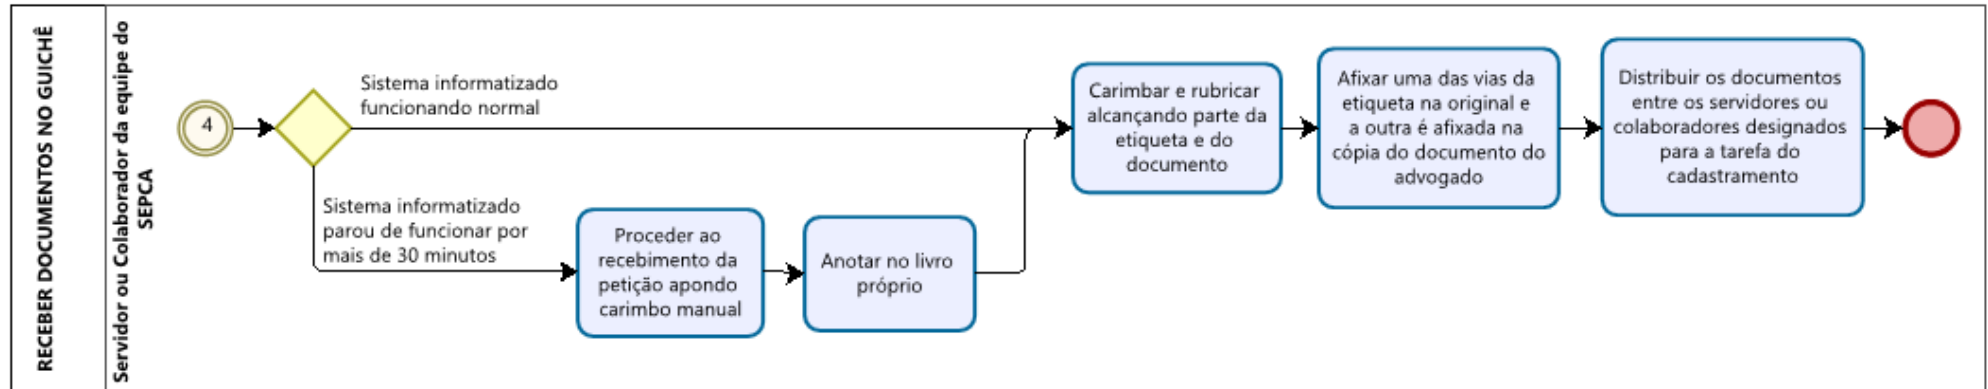 RECEBER DOCUMENTOS NO GUICHÊ
Servidor ou Colaborador da equipe do
SEPCA
4
Sistema informatizado
funcionando normal
Sistema informatizado
parou de funcionar por
mais de 30 minutos
Proceder ao
recebimento da
petição apondo
carimbo manual
Anotar no livro
próprio
Carimbar e rubricar
alcançando parte da
etiqueta e do
documento
Afixar uma das vias da
etiqueta na original e
a outra é afixada na
cópia do documento do
advogado
Distribuir os documentos
entre os servidores ou
colaboradores designados
para a tarefa do
cadastramento